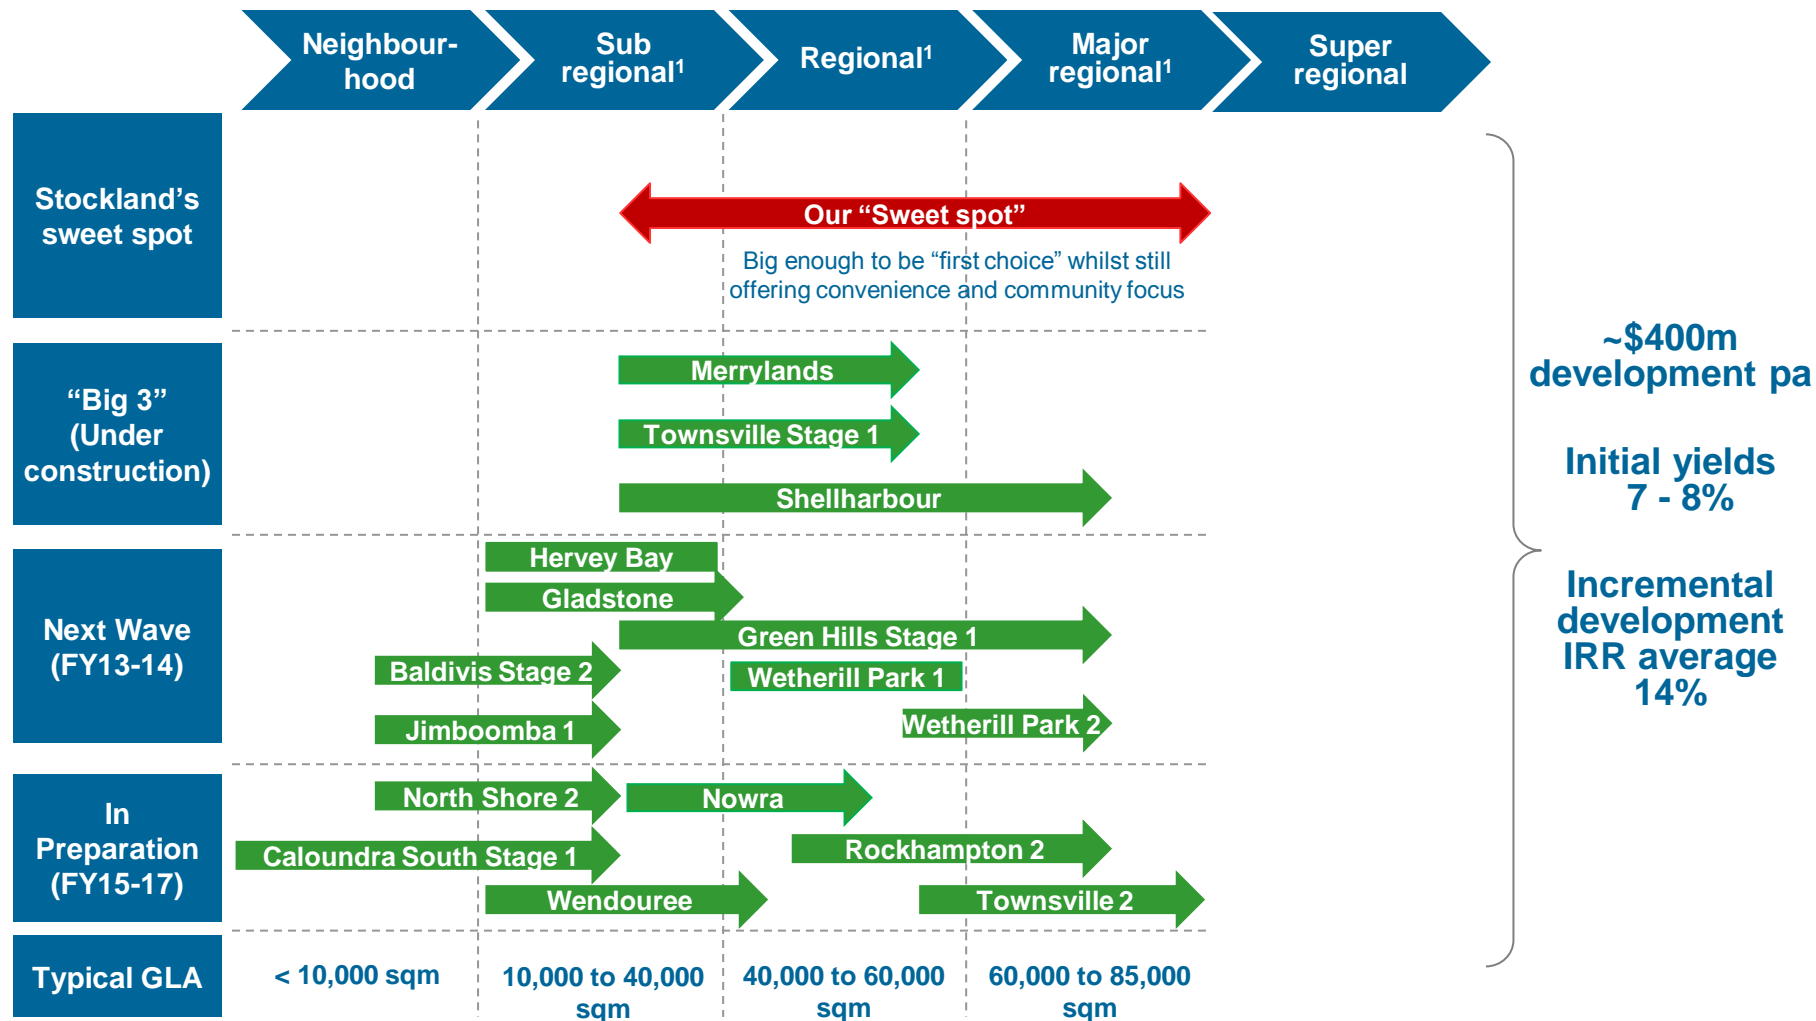 Neighbour-
hood
Sub
regional¹
Regional¹
Major
regional¹
Super
regional
Stockland’s
sweet spot
Our “Sweet spot”
Big enough to be “first choice” whilst still
offering convenience and community focus
“Big 3”
(Under
construction)
Merrylands
Townsville Stage 1
Shellharbour
Next Wave
(FY13-14)
Hervey Bay
Gladstone
Green Hills Stage 1
Baldivis Stage 2
Wetherill Park 1
Jimboomba 1
Wetherill Park 2
In
Preparation
(FY15-17)
North Shore 2
Nowra
Caloundra South Stage 1
Rockhampton 2
Wendouree
Townsville 2
Typical GLA
< 10,000 sqm
10,000 to 40,000
sqm
40,000 to 60,000
sqm
60,000 to 85,000
sqm
~$400m
development pa
Initial yields
7 - 8%
Incremental
development
IRR average
14%